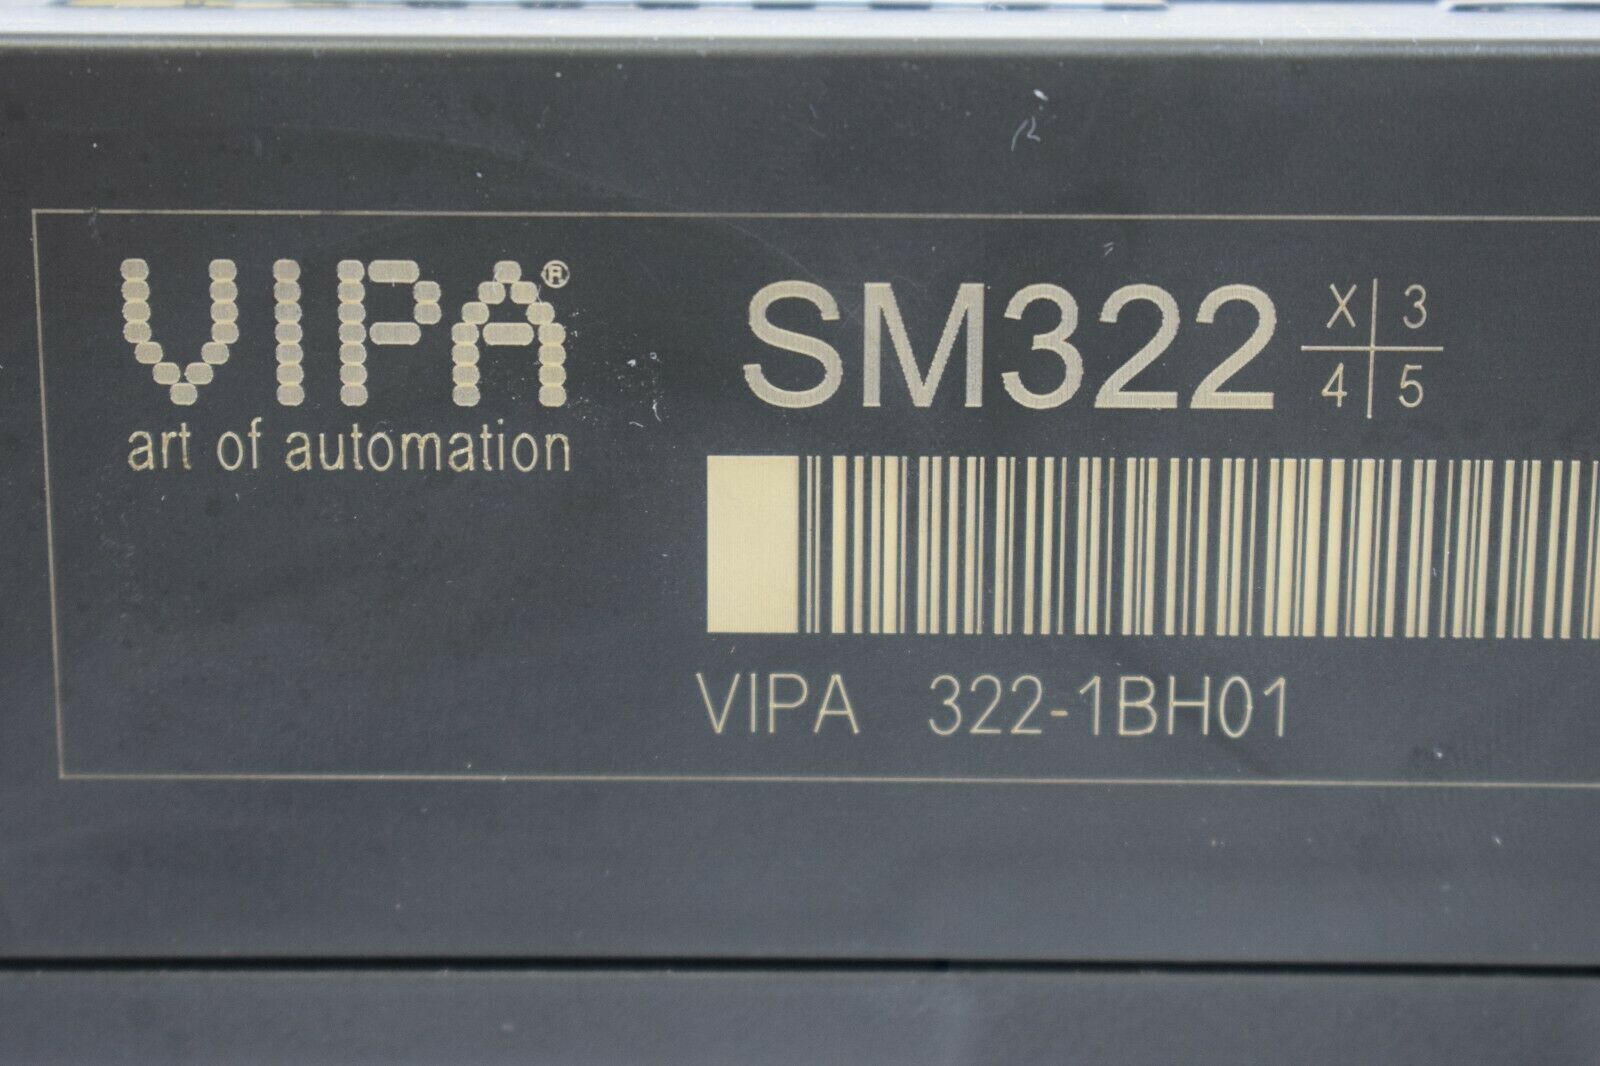 VIPA®
art of automation
SM322
X 3
4 5
VIPA 322-1BH01